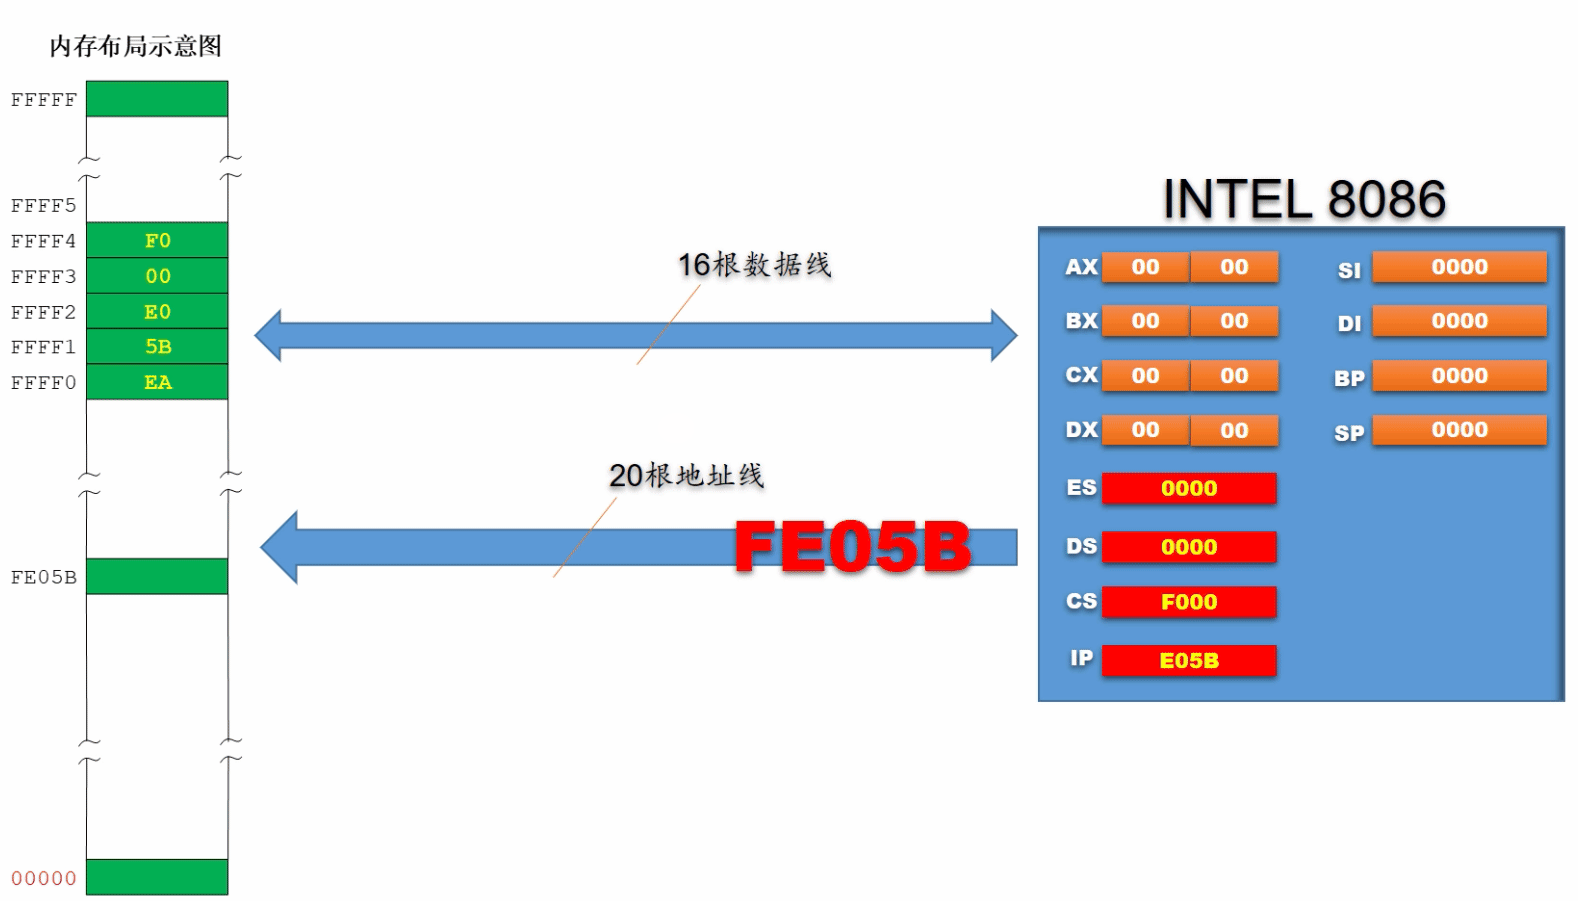 内存布局示意图
FFFFF
FFFF5
FFFF4 F0
FFFF3 00
FFFF2 E0
FFFF1 5B
FFFF0 EA
FE05B
00000
16根数据线
20根地址线
FE05B
INTEL 8086
AX 00 00 SI 0000
BX 00 00 DI 0000
CX 00 00 BP 0000
DX 00 00 SP 0000
ES 0000
DS 0000
CS F000
IP E05B